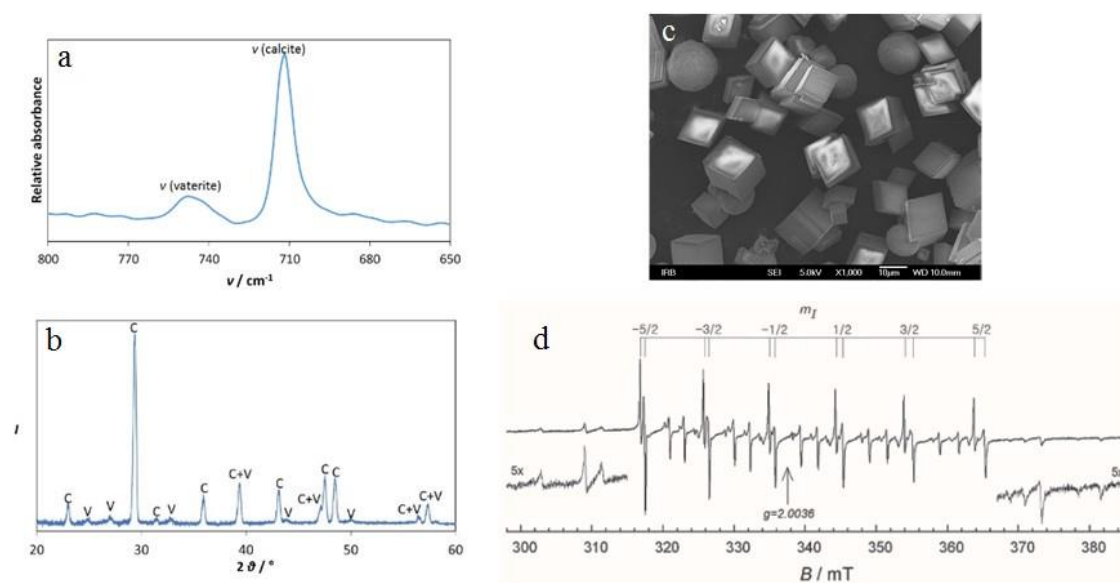 a
ν (calcite)
ν (vaterite)
Relative absorbance
800 770 740 710 680 650
ν / cm-1
c
IRB SEI 5.0kV X1,000 10μm WD 10.0mm
b
C
C
V
V
C
V
C
C+V
C
V
C+V
C
C
V
C+V
C+V
I
20 30 40 50 60
2 ϑ / °
d
mI
−5/2 −3/2 −1/2 1/2 3/2 5/2
5x
5x
g=2.0036
300 310 320 330 340 350 360 370 380
B / mT